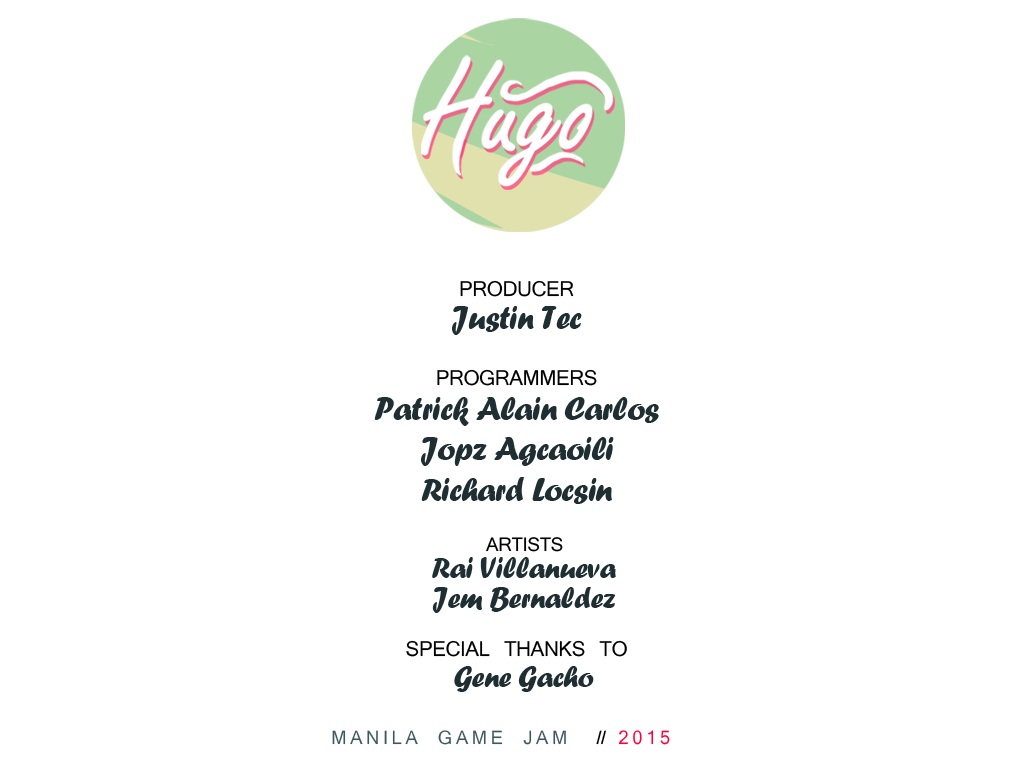 Hugo
PRODUCER
Justin Tec
PROGRAMMERS
Patrick Alain Carlos
Jopz Agcaoili
Richard Locsin
ARTISTS
Rai Villanueva
Jem Bernaldez
SPECIAL THANKS TO
Gene Gacho
MANILA GAME JAM // 2015